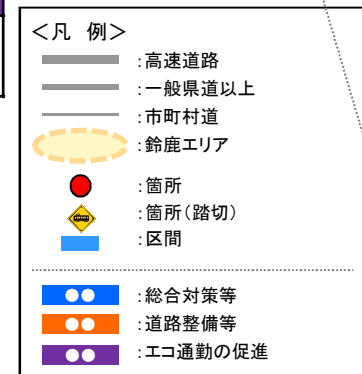 ＜凡　例＞
：高速道路
：一般県道以上
：市町村道
：鈴鹿エリア
：箇所
：箇所（踏切）
：区間
●●：総合対策等
●●：道路整備等
●●：エコ通勤の促進